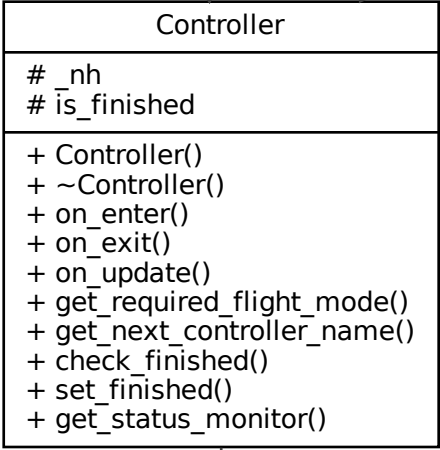 Controller
# _nh
# is_finished
+ Controller()
+ ~Controller()
+ on_enter()
+ on_exit()
+ on_update()
+ get_required_flight_mode()
+ get_next_controller_name()
+ check_finished()
+ set_finished()
+ get_status_monitor()